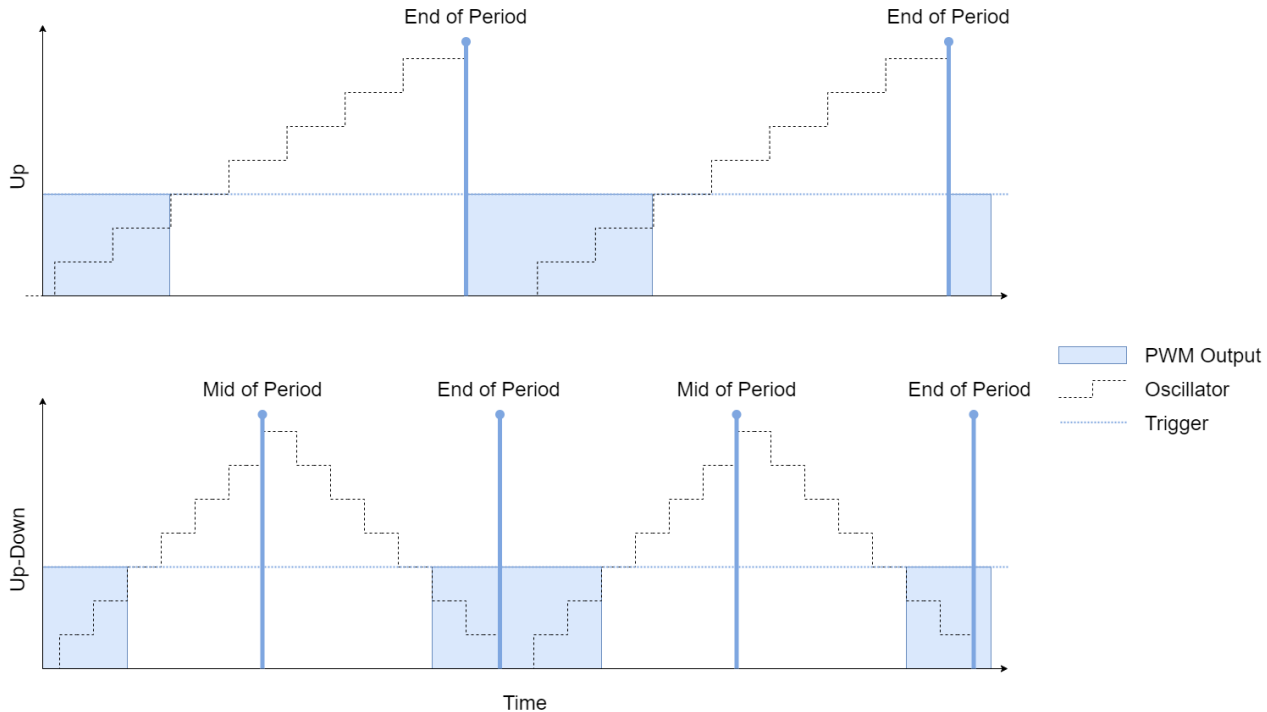 End of Period
End of Period
Up
Mid of Period
End of Period
Mid of Period
End of Period
Up-Down
Time
PWM Output
Oscillator
Trigger